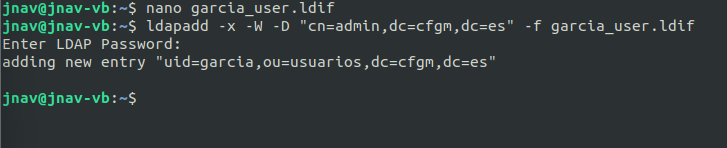 jnav@jnav-vb:~$ nano garcia_user.ldif
jnav@jnav-vb:~$ ldapadd -x -W -D "cn=admin,dc=cfgm,dc=es" -f garcia_user.ldif
Enter LDAP Password:
adding new entry "uid=garcia,ou=usuarios,dc=cfgm,dc=es"
jnav@jnav-vb:~$